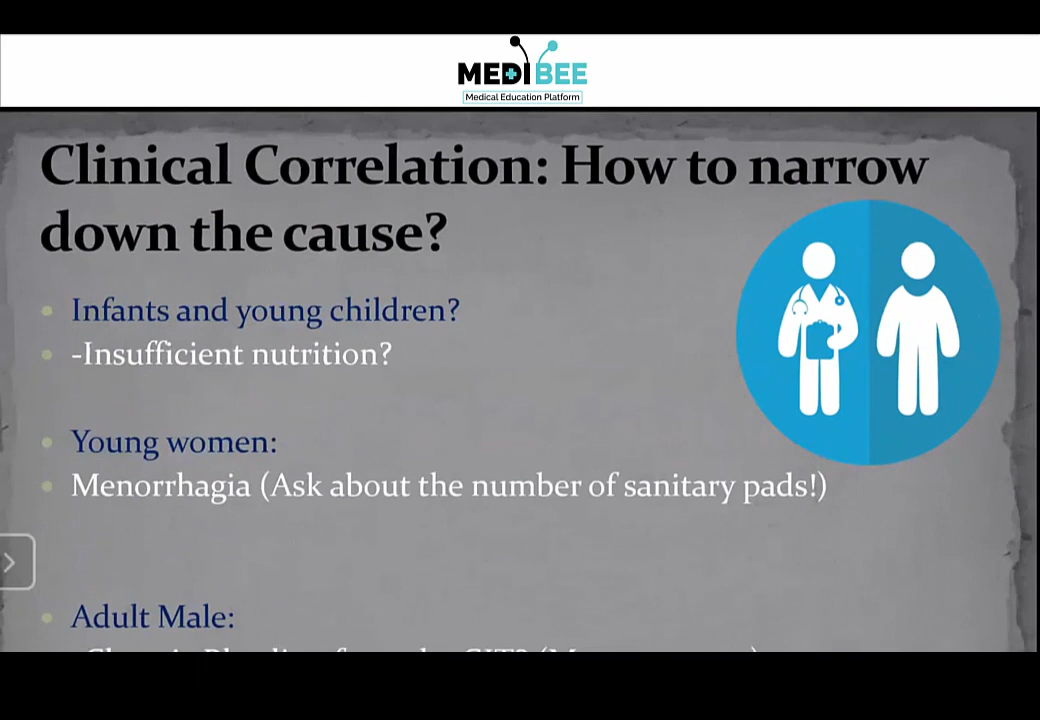 MEDIBEE
Medical Education Platform
Clinical Correlation: How to narrow
down the cause?
Infants and young children?
-Insufficient nutrition?
Young women:
Menorrhagia (Ask about the number of sanitary pads!)
Adult Male: